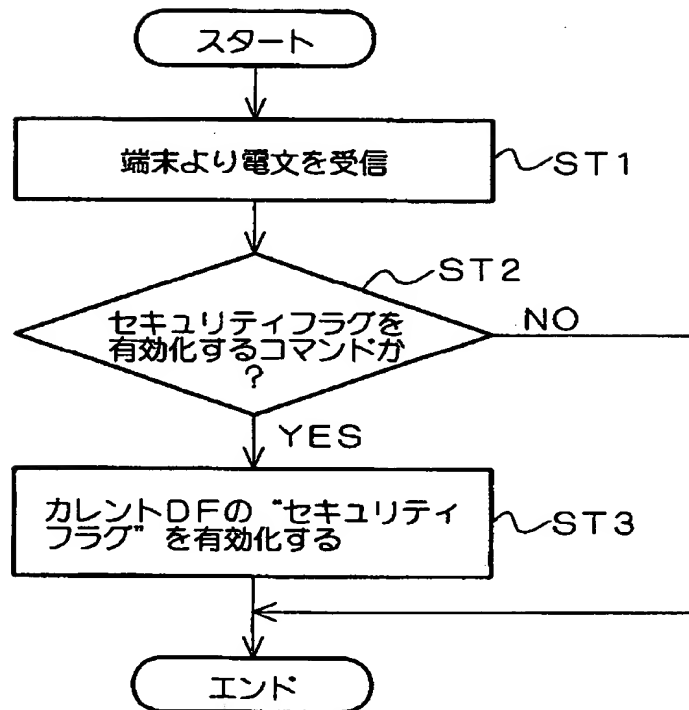 スタート
端末より電文を受信
ST1
ST2
セキュリティフラグを
有効化するコマンドか
?
NO
YES
カレントDFの“セキュリティ
フラグ”を有効化する
ST3
エンド